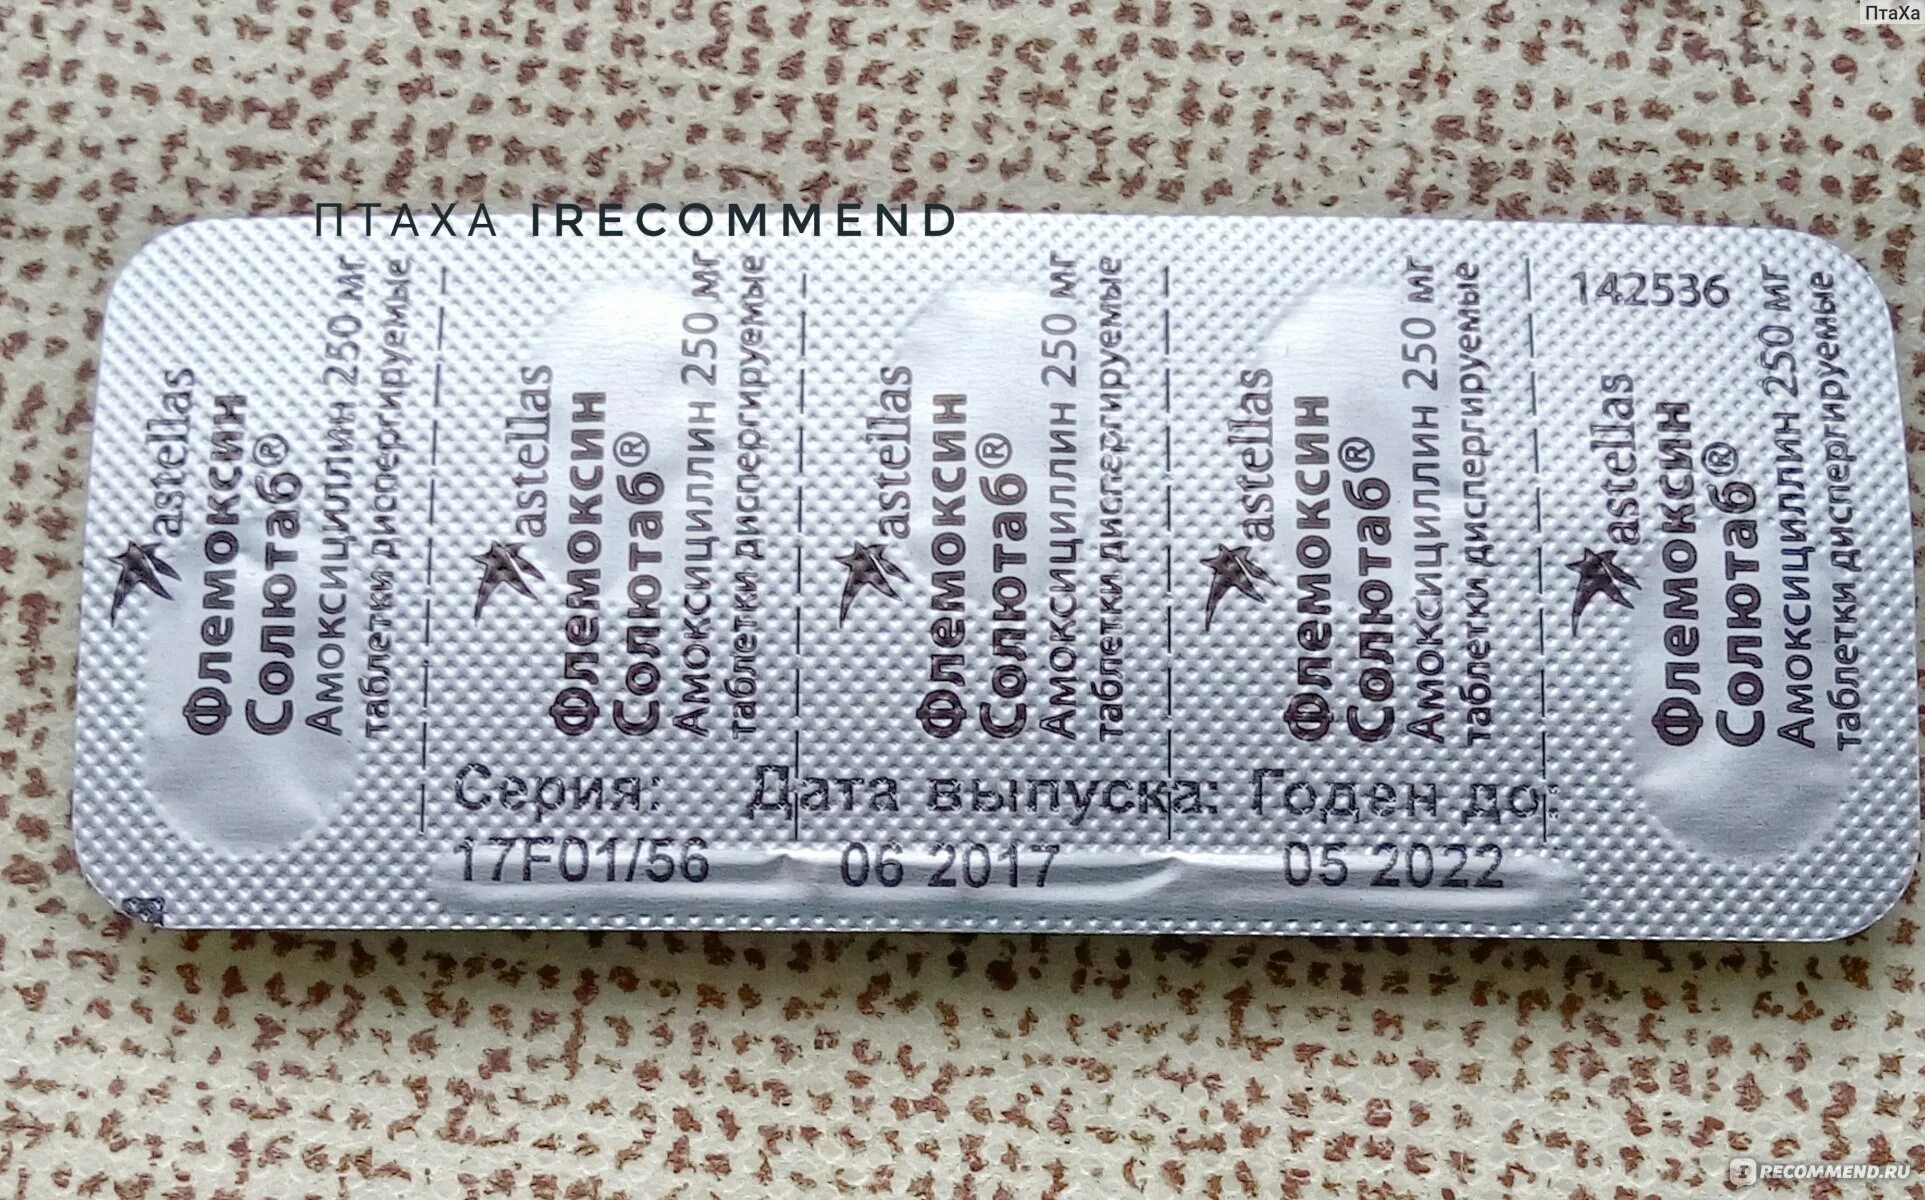 ПтаХа
ПТАХА IRECOMMEND
astellas
Флемоксин
Солютаб®
Амоксициллин 250 мг
таблетки диспергируемые
astellas
Флемоксин
Солютаб®
Амоксициллин 250 мг
таблетки диспергируемые
astellas
Флемоксин
Солютаб®
Амоксициллин 250 мг
таблетки диспергируемые
astellas
Флемоксин
Солютаб®
Амоксициллин 250 мг
таблетки диспергируемые
142536
astellas
Флемоксин
Солютаб®
Амоксициллин 250 мг
таблетки диспергируемые
Серия: Дата выпуска: Годен до:
17F01/56 06 2017 05 2022
IRECOMMEND.RU